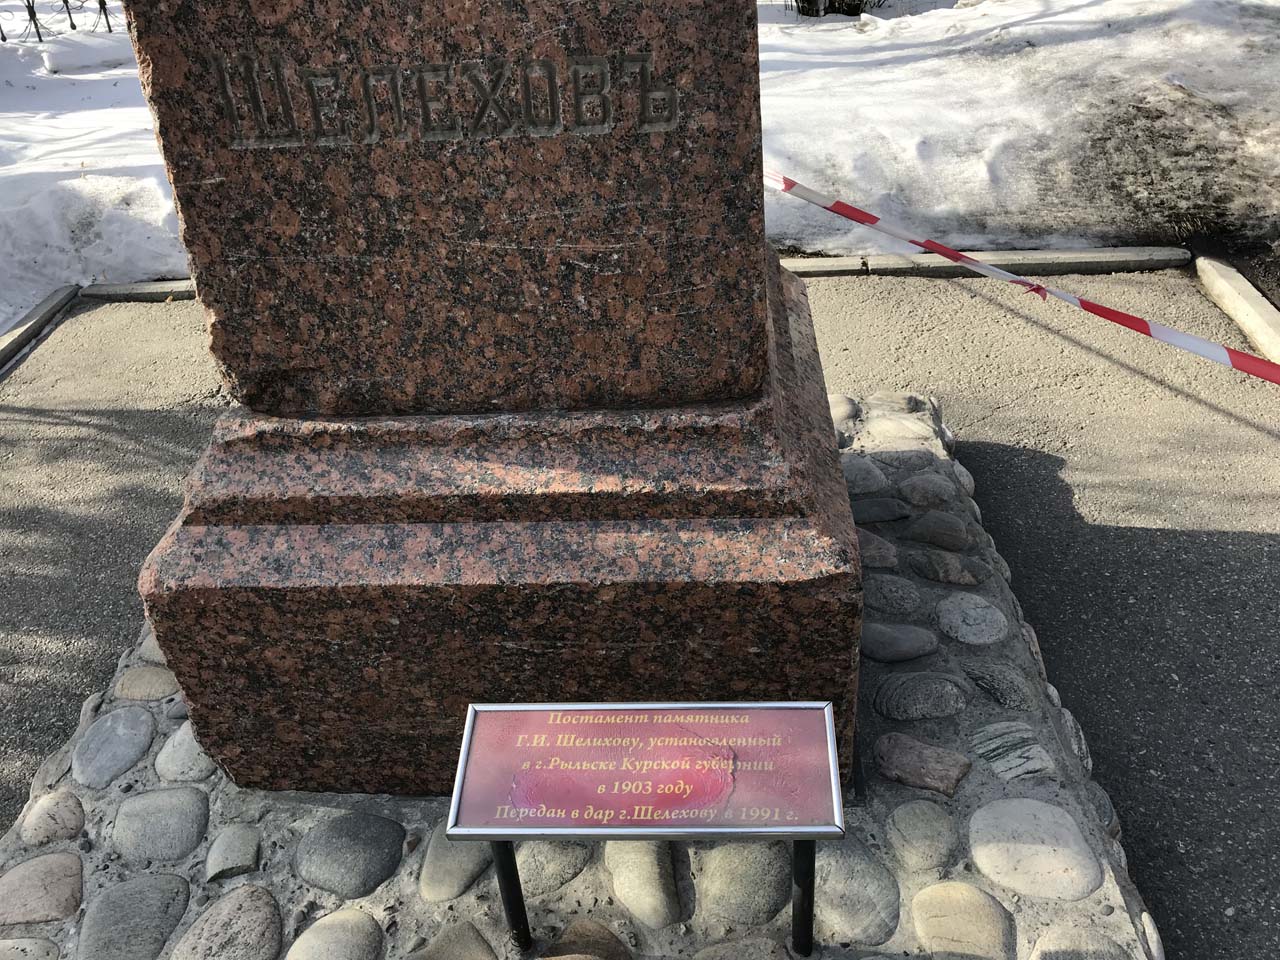 Шелеховъ
Постамент памятника
Г.И. Шелихову, установленный
в г.Рыльске Курской губернии
в 1903 году
Передан в дар г.Шелехову в 1991 г.